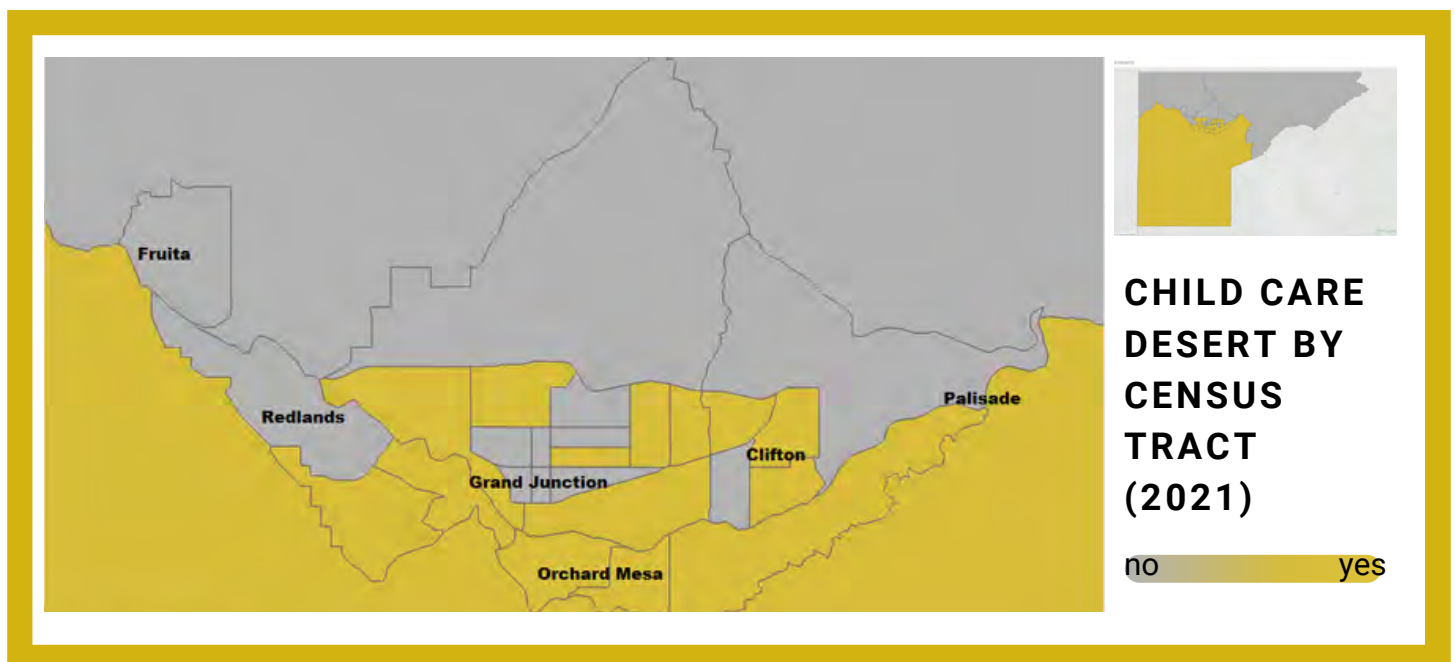 Fruita
Redlands
Palisade
Clifton
Grand Junction
Orchard Mesa
CHILD CARE
DESERT BY
CENSUS
TRACT
(2021)
no yes